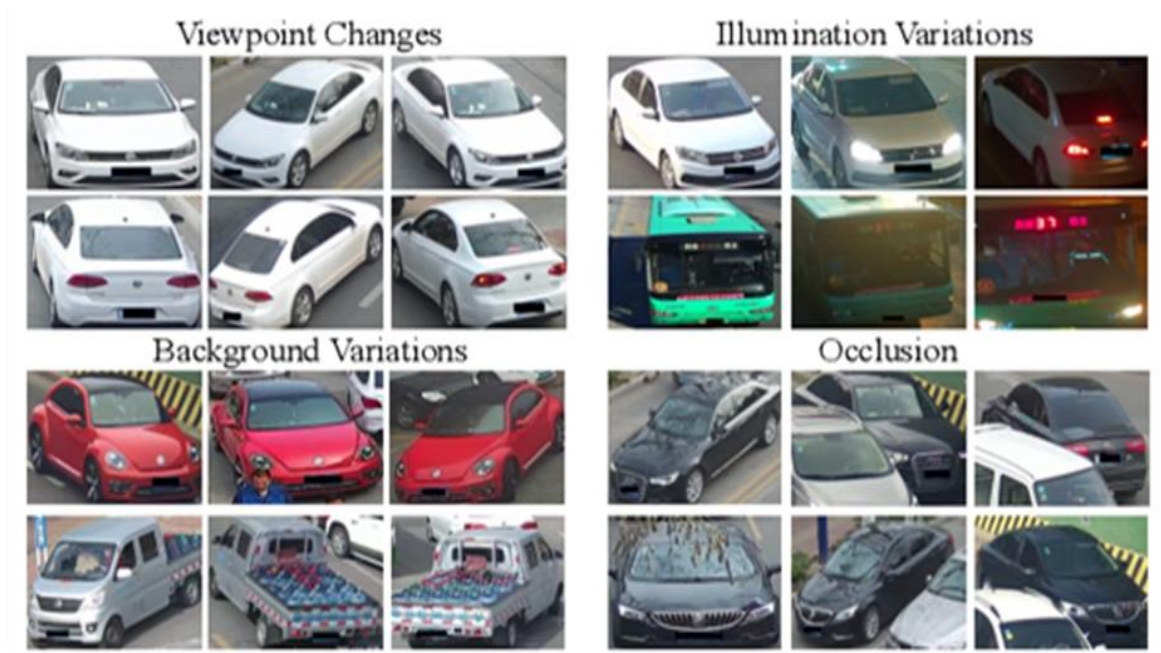 Viewpoint Changes
Illumination Variations
Background Variations
Occlusion